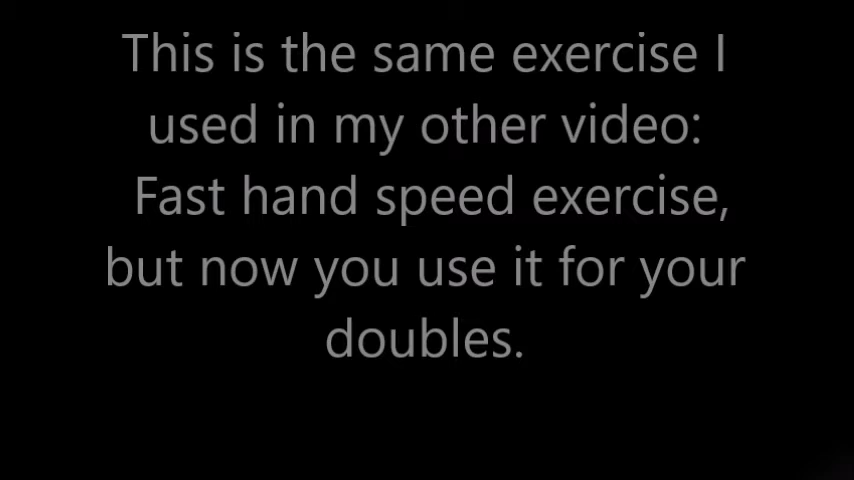 This is the same exercise I
used in my other video:
Fast hand speed exercise,
but now you use it for your
doubles.